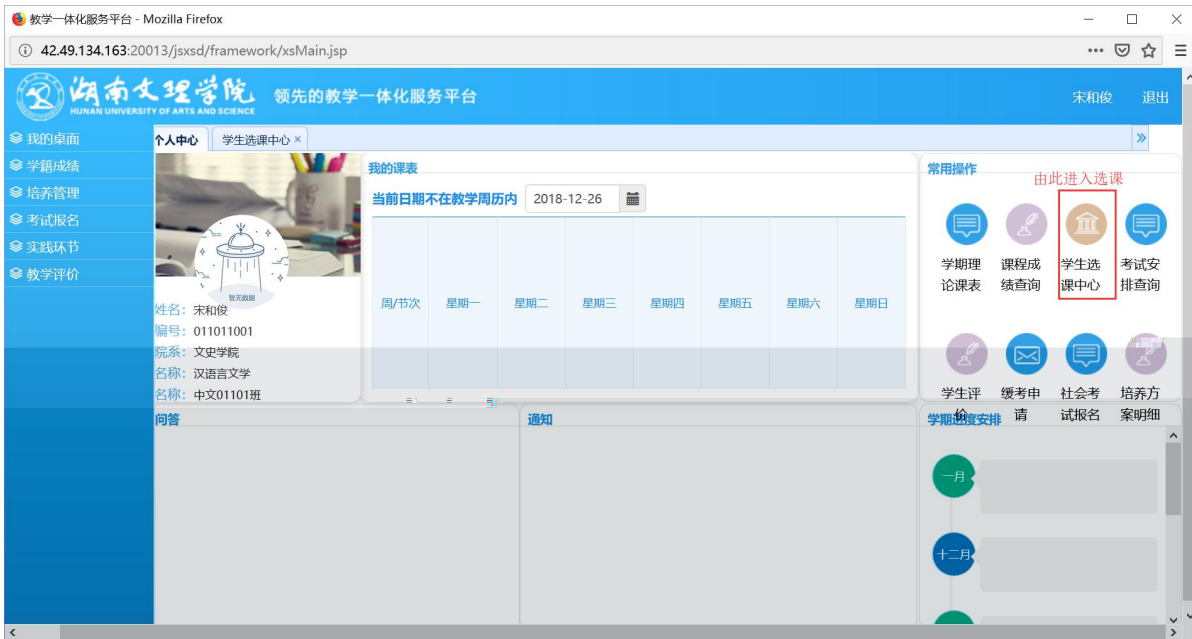 教学一体化服务平台 - Mozilla Firefox
42.49.134.163:20013/jsxsd/framework/xsMain.jsp
湖南文理学院
HUNAN UNIVERSITY OF ARTS AND SCIENCE
领先的教学一体化服务平台
宋和俊 退出
我的桌面
学籍成绩
培养管理
考试报名
实践环节
教学评价
个人中心 学生选课中心 ×
暂无数据
姓名：宋和俊
编号：011011001
院系：文史学院
名称：汉语言文学
名称：中文01101班
我的课表
当前日期不在教学周历内 2018-12-26
周/节次 星期一 星期二 星期三 星期四 星期五 星期六 星期日
常用操作
由此进入选课
学期理论课表
课程成绩查询
学生选课中心
考试安排查询
学生评价
缓考申请
社会考试报名
培养方案明细
问答
通知
学期进度安排
一月
十二月